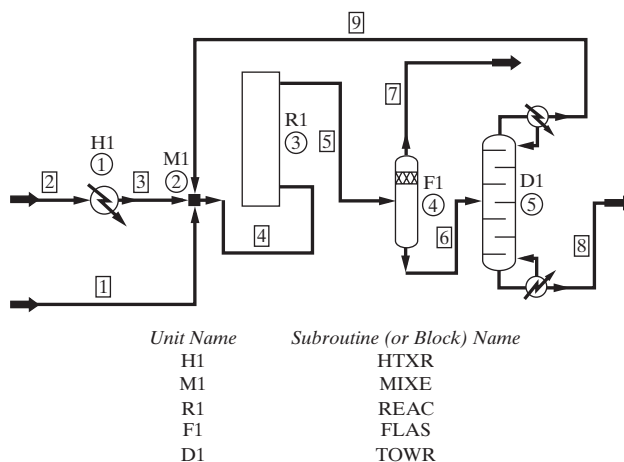 9
7
H1
1
M1
2
R1
3
5
2
3
F1
4
D1
5
4
6
8
1
Unit Name Subroutine (or Block) Name
H1 HTXR
M1 MIXE
R1 REAC
F1 FLAS
D1 TOWR